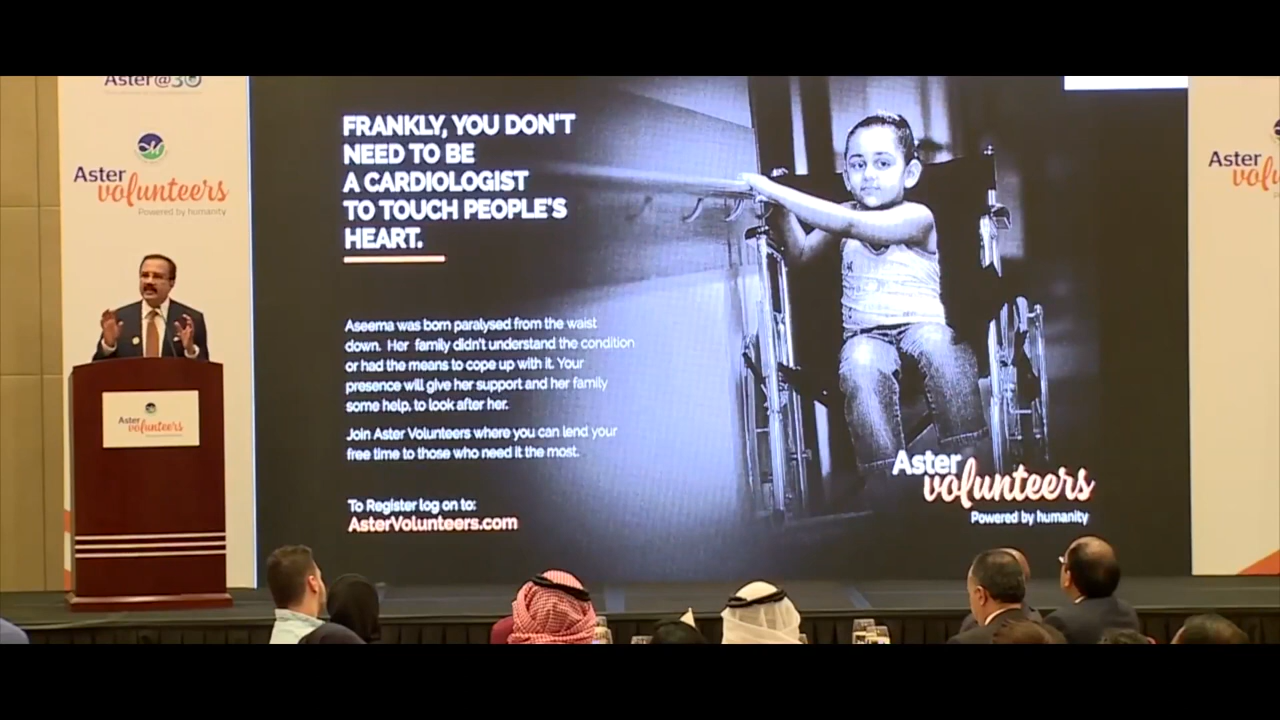 Aster@30
Aster
volunteers
Powered by humanity
Aster
volunteers
FRANKLY, YOU DON'T
NEED TO BE
A CARDIOLOGIST
TO TOUCH PEOPLE'S
HEART.
Aseema was born paralysed from the waist
down. Her family didn't understand the condition
or had the means to cope up with it. Your
presence will give her support and her family
some help, to look after her.
Join Aster Volunteers where you can lend your
free time to those who need it the most.
To Register log on to:
AsterVolunteers.com
Aster
volunteers
Powered by humanity
Aster
volu